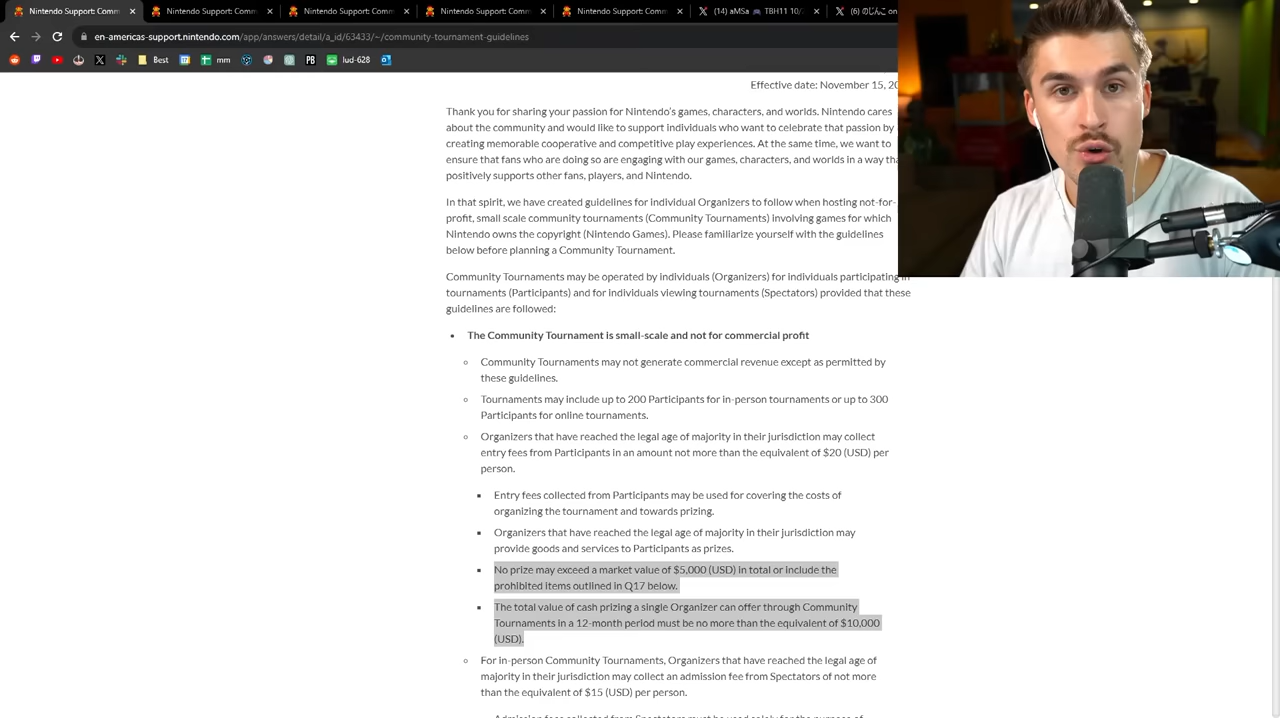 Nintendo Support: Com
Nintendo Support: Com
Nintendo Support: Comm
Nintendo Support: Comm
Nintendo Support: Comm
(14) aMSa 🎮 TBH11 10/
(6) のじんこ on
en-americas-support.nintendo.com/app/answers/detail/a_id/63433/~/community-tournament-guidelines
Best
mm
PB
lud-628
Effective date: November 15, 20
Thank you for sharing your passion for Nintendo's games, characters, and worlds. Nintendo cares
about the community and would like to support individuals who want to celebrate that passion by
creating memorable cooperative and competitive play experiences. At the same time, we want to
ensure that fans who are doing so are engaging with our games, characters, and worlds in a way tha
positively supports other fans, players, and Nintendo.
In that spirit, we have created guidelines for individual Organizers to follow when hosting not-for-
profit, small scale community tournaments (Community Tournaments) involving games for which
Nintendo owns the copyright (Nintendo Games). Please familiarize yourself with the guidelines
below before planning a Community Tournament.
Community Tournaments may be operated by individuals (Organizers) for individuals participating in
tournaments (Participants) and for individuals viewing tournaments (Spectators) provided that these
guidelines are followed:
The Community Tournament is small-scale and not for commercial profit
Community Tournaments may not generate commercial revenue except as permitted by
these guidelines.
Tournaments may include up to 200 Participants for in-person tournaments or up to 300
Participants for online tournaments.
Organizers that have reached the legal age of majority in their jurisdiction may collect
entry fees from Participants in an amount not more than the equivalent of $20 (USD) per
person.
Entry fees collected from Participants may be used for covering the costs of
organizing the tournament and towards prizing.
Organizers that have reached the legal age of majority in their jurisdiction may
provide goods and services to Participants as prizes.
No prize may exceed a market value of $5,000 (USD) in total or include the
prohibited items outlined in Q17 below.
The total value of cash prizing a single Organizer can offer through Community
Tournaments in a 12-month period must be no more than the equivalent of $10,000
(USD).
For in-person Community Tournaments, Organizers that have reached the legal age of
majority in their jurisdiction may collect an admission fee from Spectators of not more
than the equivalent of $15 (USD) per person.
Admission fees collected from Spectators must be used solely for the purpose of